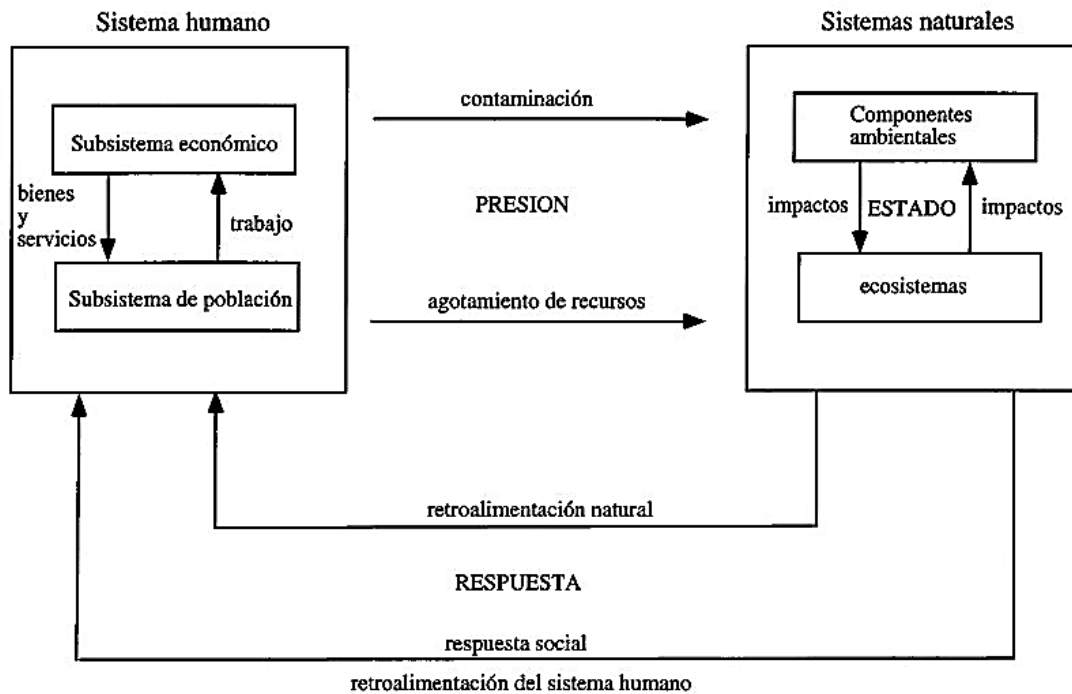 Sistema humano
Sistemas naturales
contaminación
Subsistema económico
Componentes
ambientales
bienes
y
servicios
trabajo
PRESION
impactos
ESTADO
impactos
Subsistema de población
agotamiento de recursos
ecosistemas
retroalimentación natural
RESPUESTA
respuesta social
retroalimentación del sistema humano